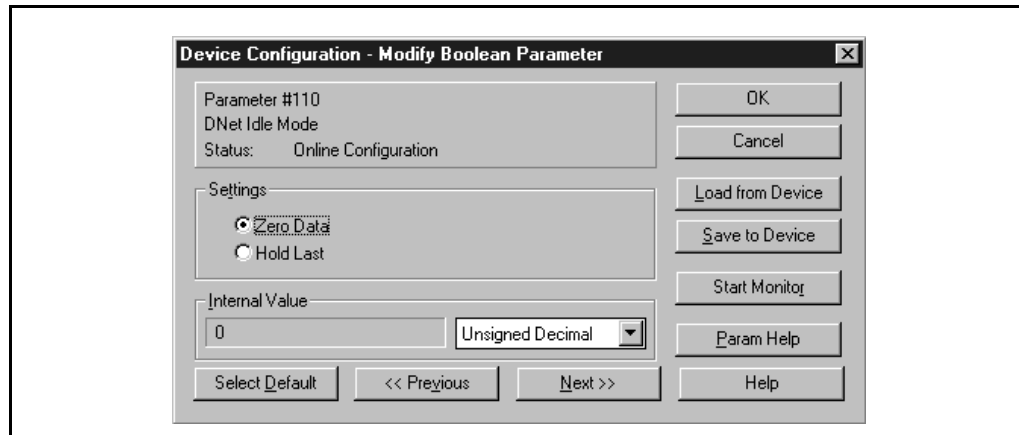 Device Configuration - Modify Boolean Parameter
Parameter #110
DNet Idle Mode
Status: Online Configuration
Settings
Zero Data
Hold Last
Internal Value
0
Unsigned Decimal
Select Default
<< Previous
Next >>
OK
Cancel
Load from Device
Save to Device
Start Monitor
Param Help
Help